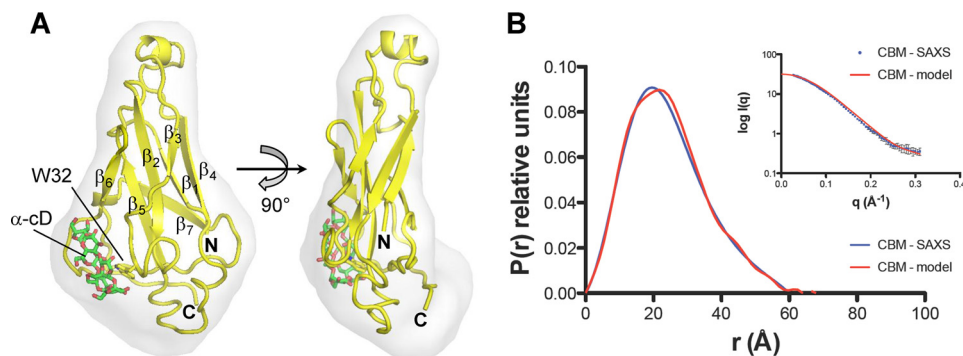 A
β3
β2
β4
β6
β1
W32
β5
α-cD
β7
N
C
90°
N
C
B
P(r) relative units
0.10
0.08
0.06
0.04
0.02
0.00
0 20 40 60 80 100
r (Å)
CBM - SAXS
CBM - model
log I(q)
100
10
1
0.1
0.0 0.1 0.2 0.3 0.4
q (Å-1)
CBM - SAXS
CBM - model